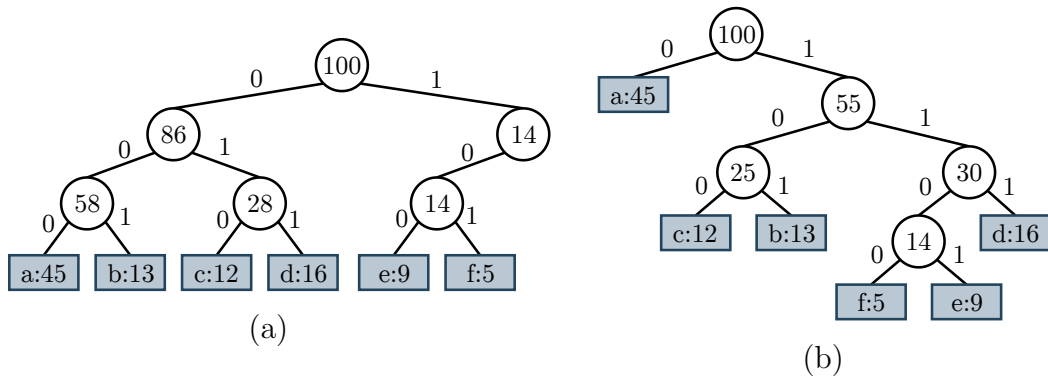 100
0 1
86 14
0 1 0
58 28 14
0 1 0 1 0 1
a:45 b:13 c:12 d:16 e:9 f:5
(a)
100
0 1
a:45 55
0 1
25 30
0 1 0 1
c:12 b:13 14 d:16
0 1
f:5 e:9
(b)